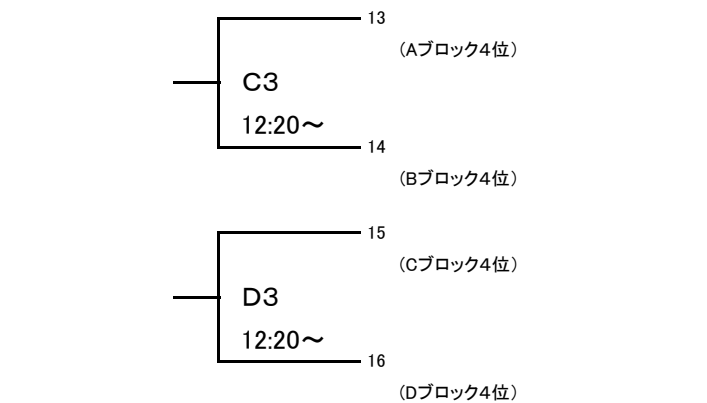 13
（Aブロック４位）
C３
12:20～
14
（Bブロック４位）
15
（Cブロック４位）
D３
12:20～
16
（Dブロック４位）